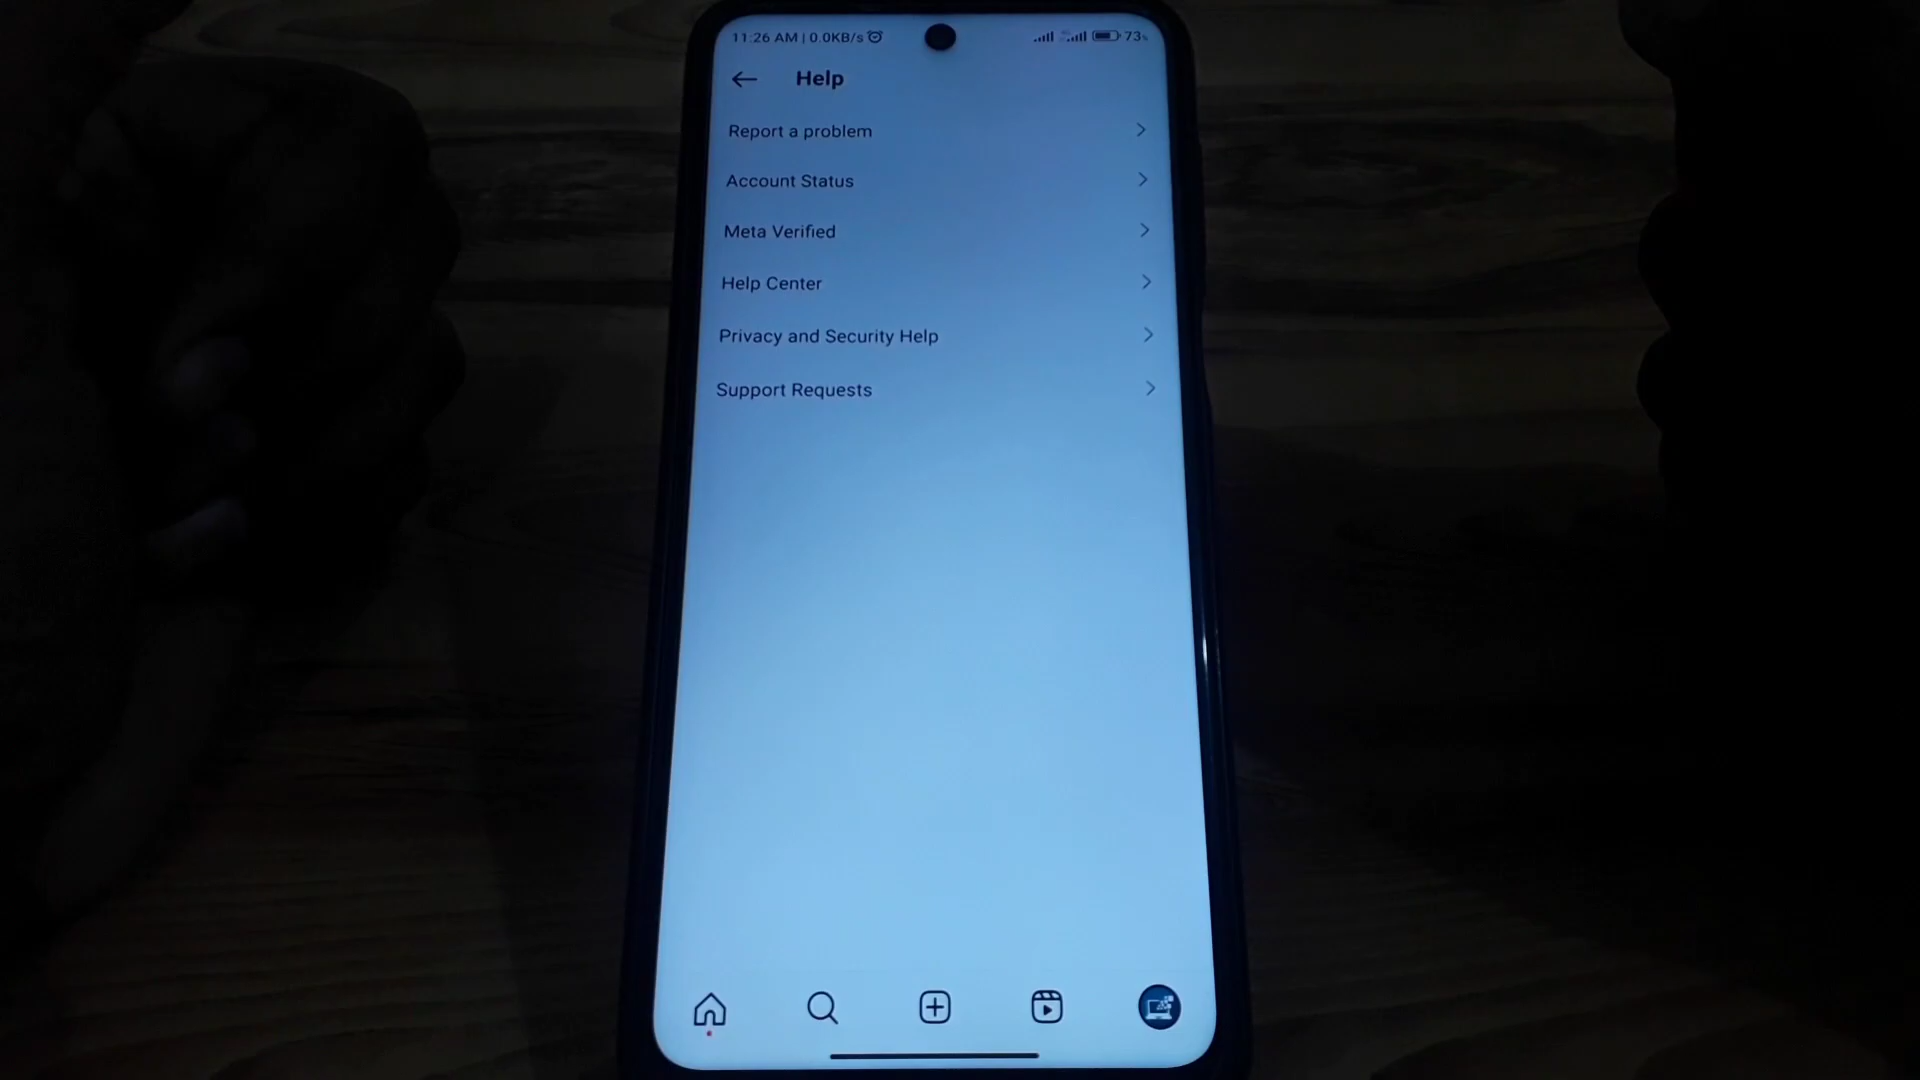 11:26 AM | 0.0KB/s
73
Help
Report a problem
Account Status
Meta Verified
Help Center
Privacy and Security Help
Support Requests